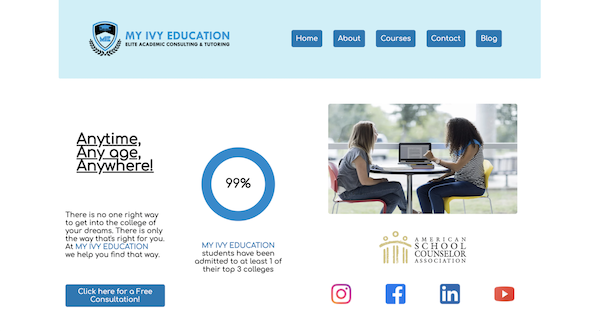 MY IVY EDUCATION
ELITE ACADEMIC CONSULTING & TUTORING
Home
About
Courses
Contact
Blog
Anytime,
Any age,
Anywhere!
There is no one right way
to get into the college of
your dreams. There is only
the way that's right for you.
At MY IVY EDUCATION
we help you find that way.
Click here for a Free
Consultation!
99%
MY IVY EDUCATION
students have been
admitted to at least 1 of
their top 3 colleges
AMERICAN
SCHOOL
COUNSELOR
ASSOCIATION
in